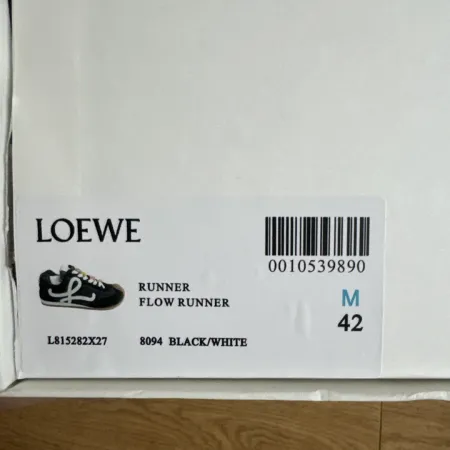 LOEWE
0010539890
RUNNER
FLOW RUNNER
M
42
L815282X27 8094 BLACK/WHITE